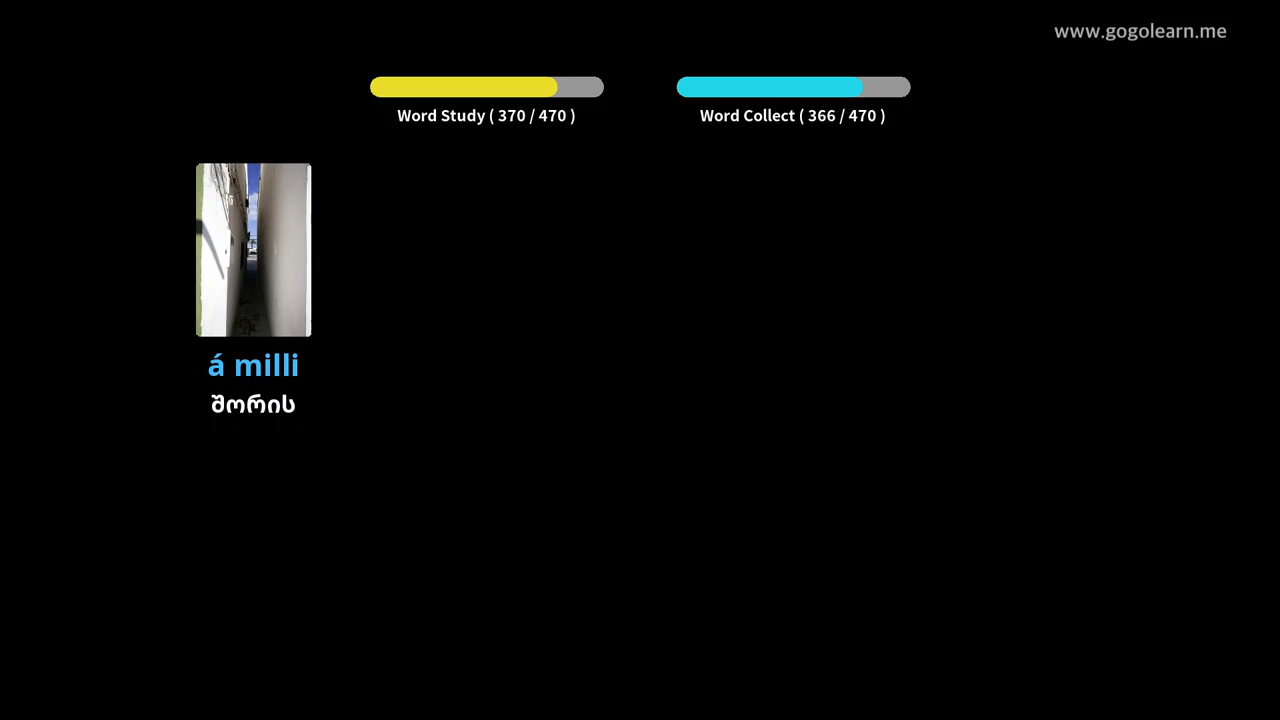 www.gogolearn.me
Word Study ( 370 / 470 )
Word Collect ( 366 / 470 )
á milli
შორის